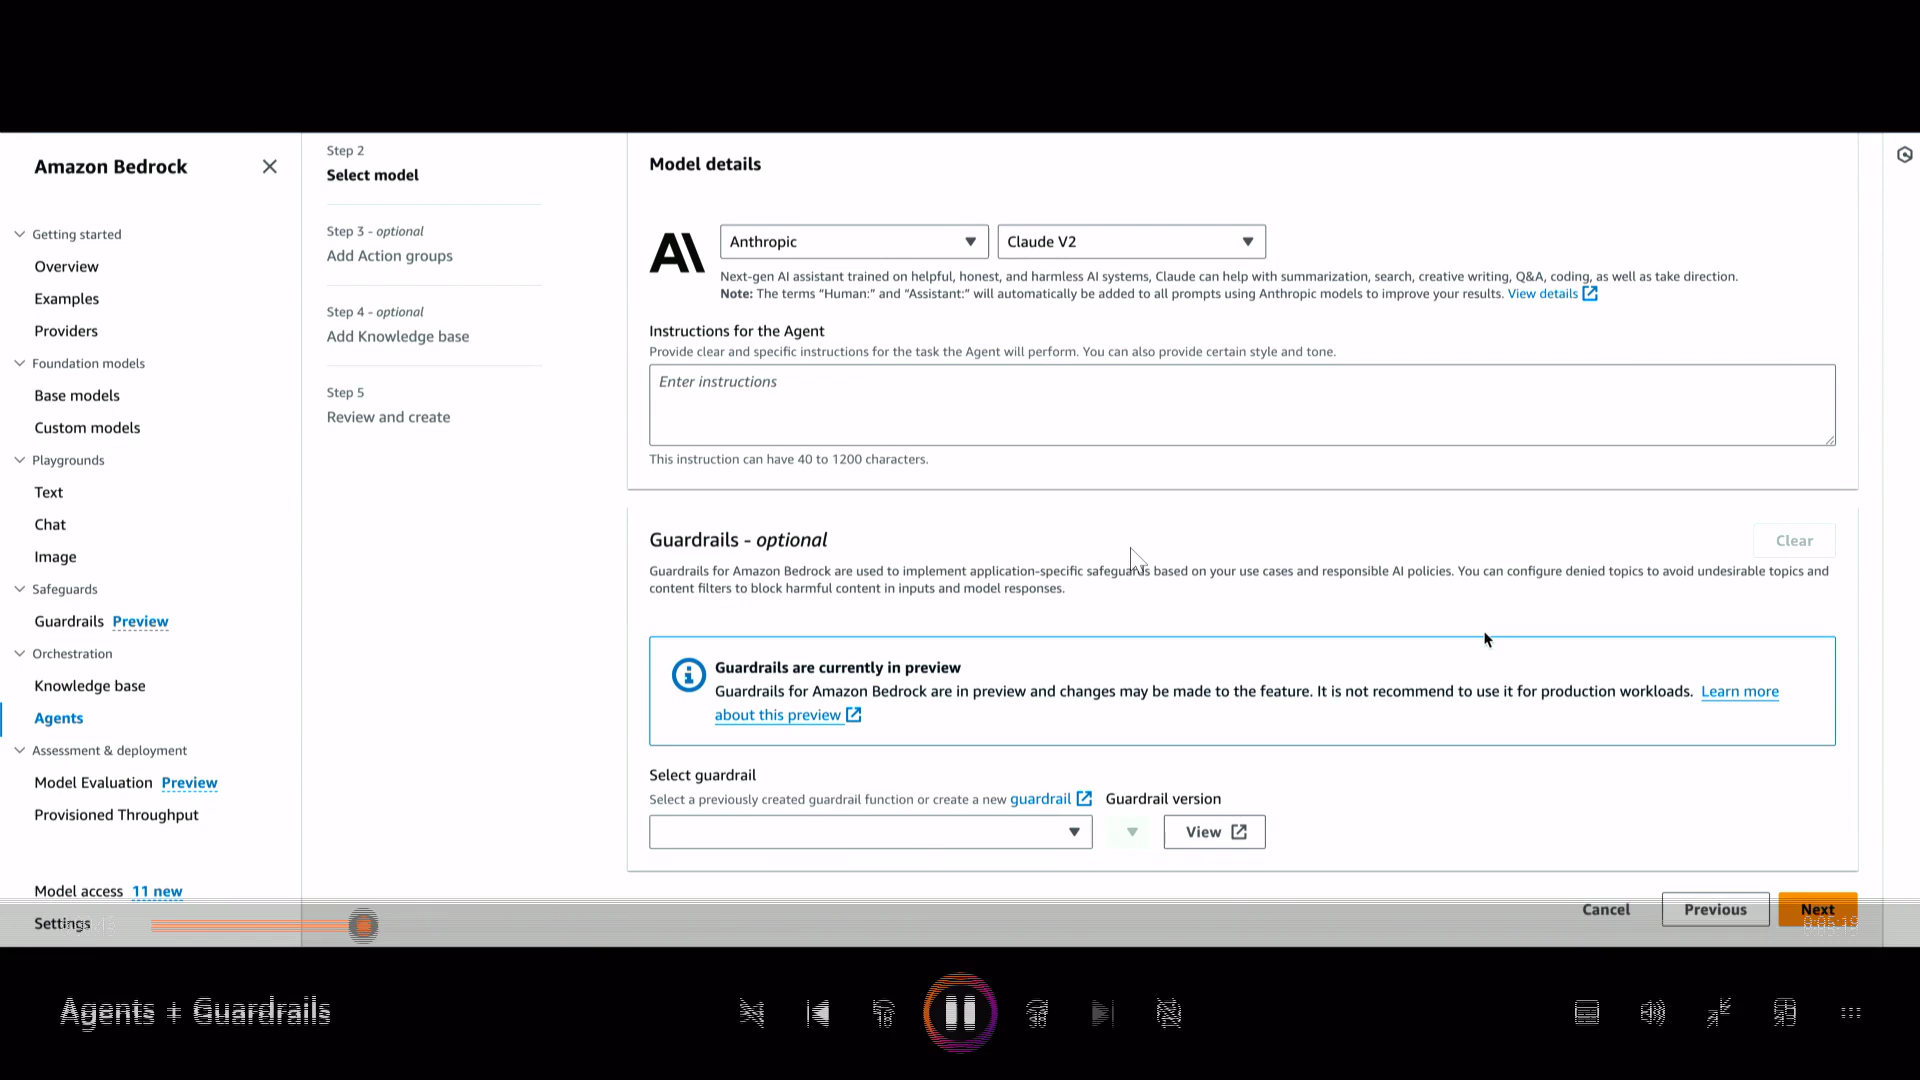 Amazon Bedrock
Getting started
Overview
Examples
Providers
Foundation models
Base models
Custom models
Playgrounds
Text
Chat
Image
Safeguards
Guardrails Preview
Orchestration
Knowledge base
Agents
Assessment & deployment
Model Evaluation Preview
Provisioned Throughput
Model access 11 new
Settings
Step 2
Select model
Step 3 - optional
Add Action groups
Step 4 - optional
Add Knowledge base
Step 5
Review and create
Model details
Anthropic
Claude V2
Next-gen AI assistant trained on helpful, honest, and harmless AI systems, Claude can help with summarization, search, creative writing, Q&A, coding, as well as take direction.
Note: The terms “Human:” and “Assistant:” will automatically be added to all prompts using Anthropic models to improve your results. View details
Instructions for the Agent
Provide clear and specific instructions for the task the Agent will perform. You can also provide certain style and tone.
Enter instructions
This instruction can have 40 to 1200 characters.
Guardrails - optional
Clear
Guardrails for Amazon Bedrock are used to implement application-specific safeguards based on your use cases and responsible AI policies. You can configure denied topics to avoid undesirable topics and
content filters to block harmful content in inputs and model responses.
Guardrails are currently in preview
Guardrails for Amazon Bedrock are in preview and changes may be made to the feature. It is not recommend to use it for production workloads. Learn more
about this preview
Select guardrail
Select a previously created guardrail function or create a new guardrail
Guardrail version
View
Cancel
Previous
Next
0:05:19
Agents + Guardrails
10
30